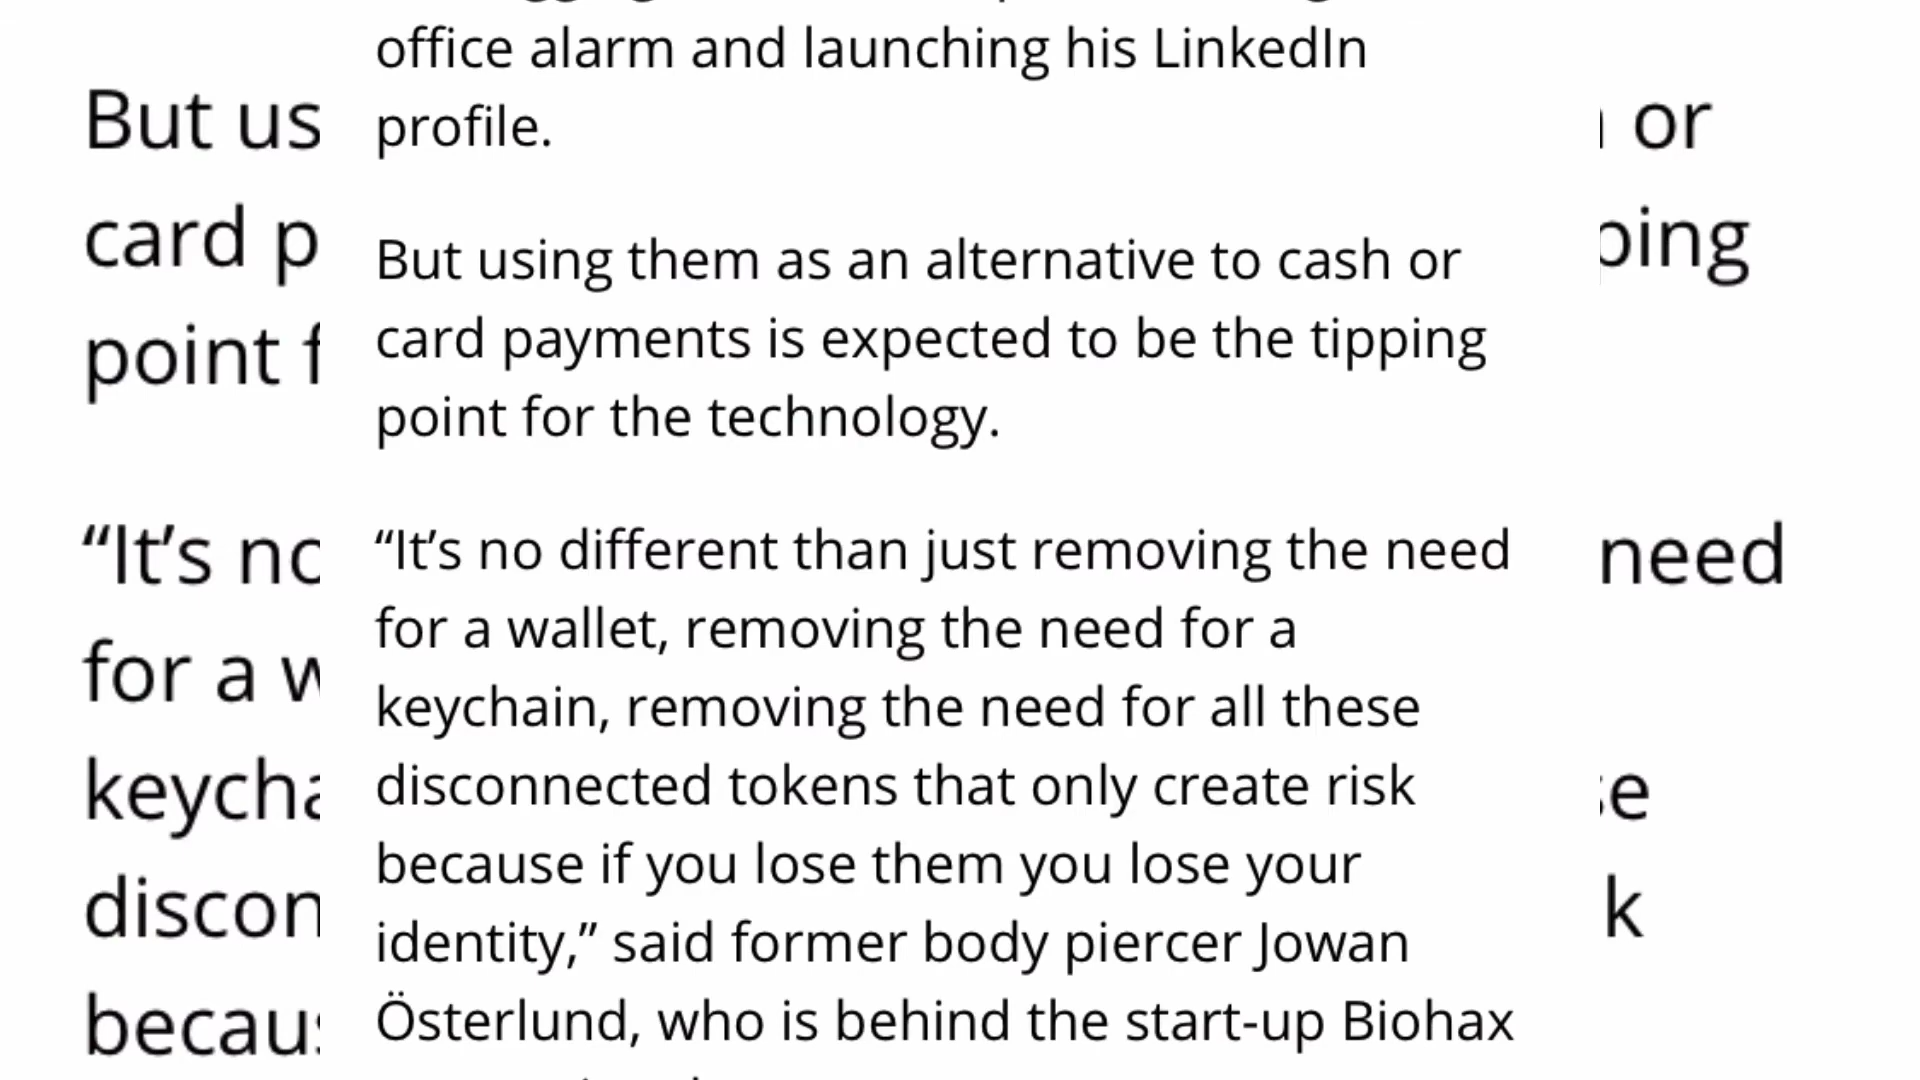 office alarm and launching his LinkedIn
profile.
But using them as an alternative to cash or
card payments is expected to be the tipping
point for the technology.
“It’s no different than just removing the need
for a wallet, removing the need for a
keychain, removing the need for all these
disconnected tokens that only create risk
because if you lose them you lose your
identity,” said former body piercer Jowan
Österlund, who is behind the start-up Biohax